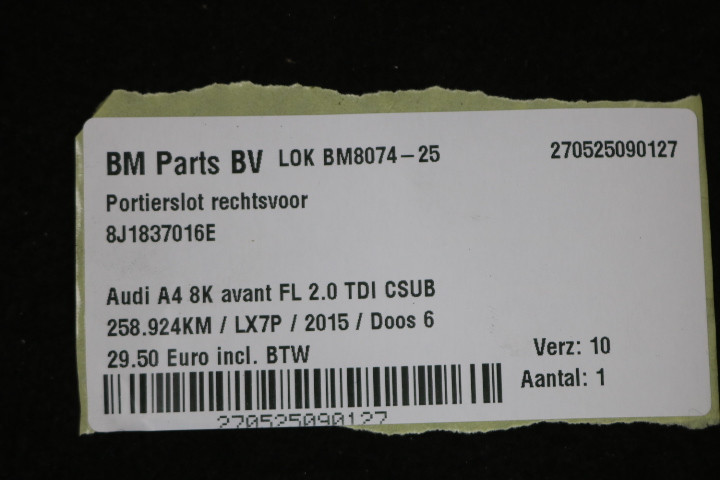 BM Parts BV LOK BM8074-25 270525090127
Portierslot rechtsvoor
8J1837016E
Audi A4 8K avant FL 2.0 TDI CSUB
258.924KM / LX7P / 2015 / Doos 6
29.50 Euro incl. BTW Verz: 10
Aantal: 1
270525090127